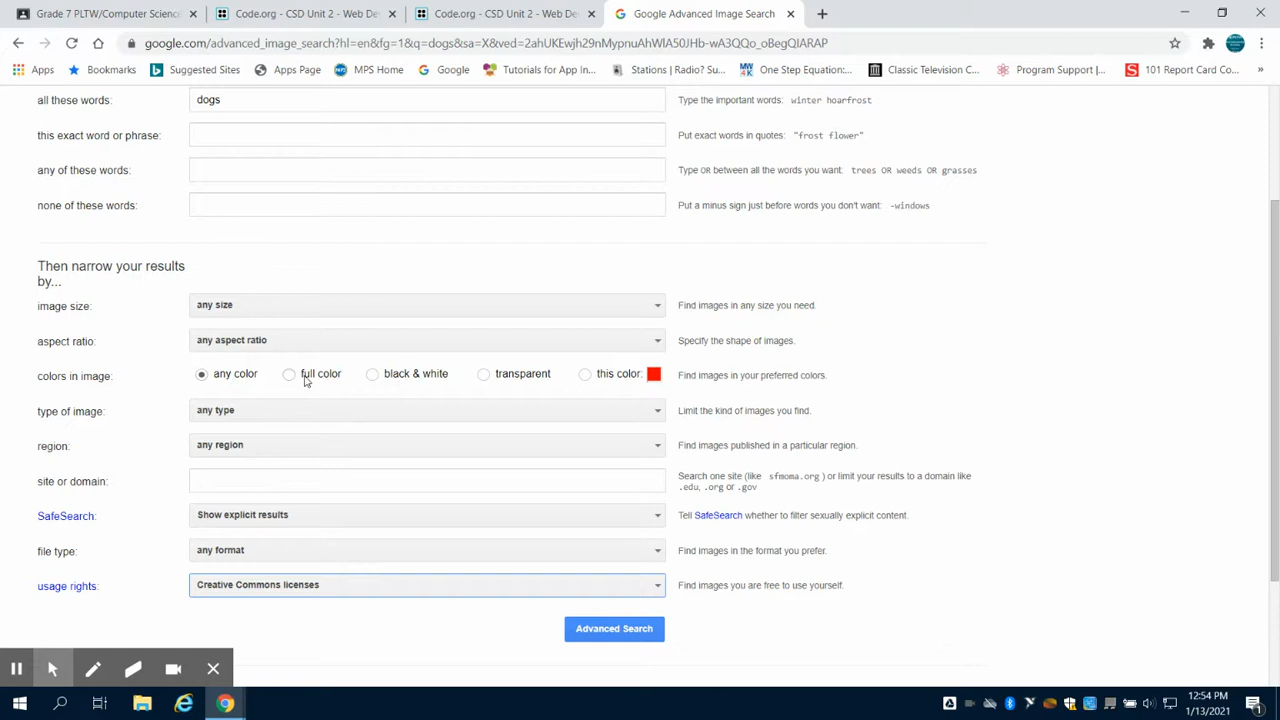 Grade 7 PLTW/Computer Science
Code.org - CSD Unit 2 - Web De
Code.org - CSD Unit 2 - Web De
Google Advanced Image Search
google.com/advanced_image_search?hl=en&fg=1&q=dogs&sa=X&ved=
Apps
Bookmarks
Suggested Sites
Apps Page
MPS Home
Google
Tutorials for App In...
Stations | Radio? Su...
One Step Equation:...
Classic Television C...
Program Support |...
101 Report Card Co...
all these words:
dogs
Type the important words: winter hoarfrost
this exact word or phrase:
Put exact words in quotes: "frost flower"
any of these words:
Type OR between all the words you want: trees OR weeds OR grasses
none of these words:
Put a minus sign just before words you don't want: -windows
Then narrow your results
by...
image size:
any size
Find images in any size you need.
aspect ratio:
any aspect ratio
Specify the shape of images.
colors in image:
any color
full color
black & white
transparent
this color:
Find images in your preferred colors.
type of image:
any type
Limit the kind of images you find.
region:
any region
Find images published in a particular region.
site or domain:
Search one site (like sfmoma.org ) or limit your results to a domain like
.edu, .org or .gov
SafeSearch:
Show explicit results
Tell SafeSearch whether to filter sexually explicit content.
file type:
any format
Find images in the format you prefer.
usage rights:
Creative Commons licenses
Find images you are free to use yourself.
Advanced Search
12:54 PM
1/13/2021